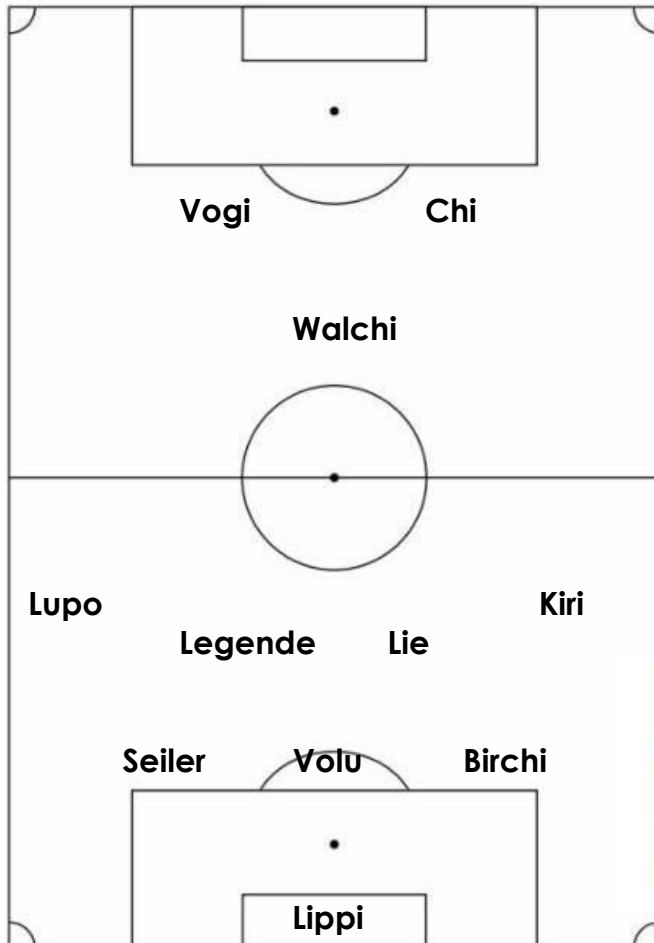 Vogi Chi
Walchi
Lupo Kiri
Legende Lie
Seiler Volu Birchi
Lippi